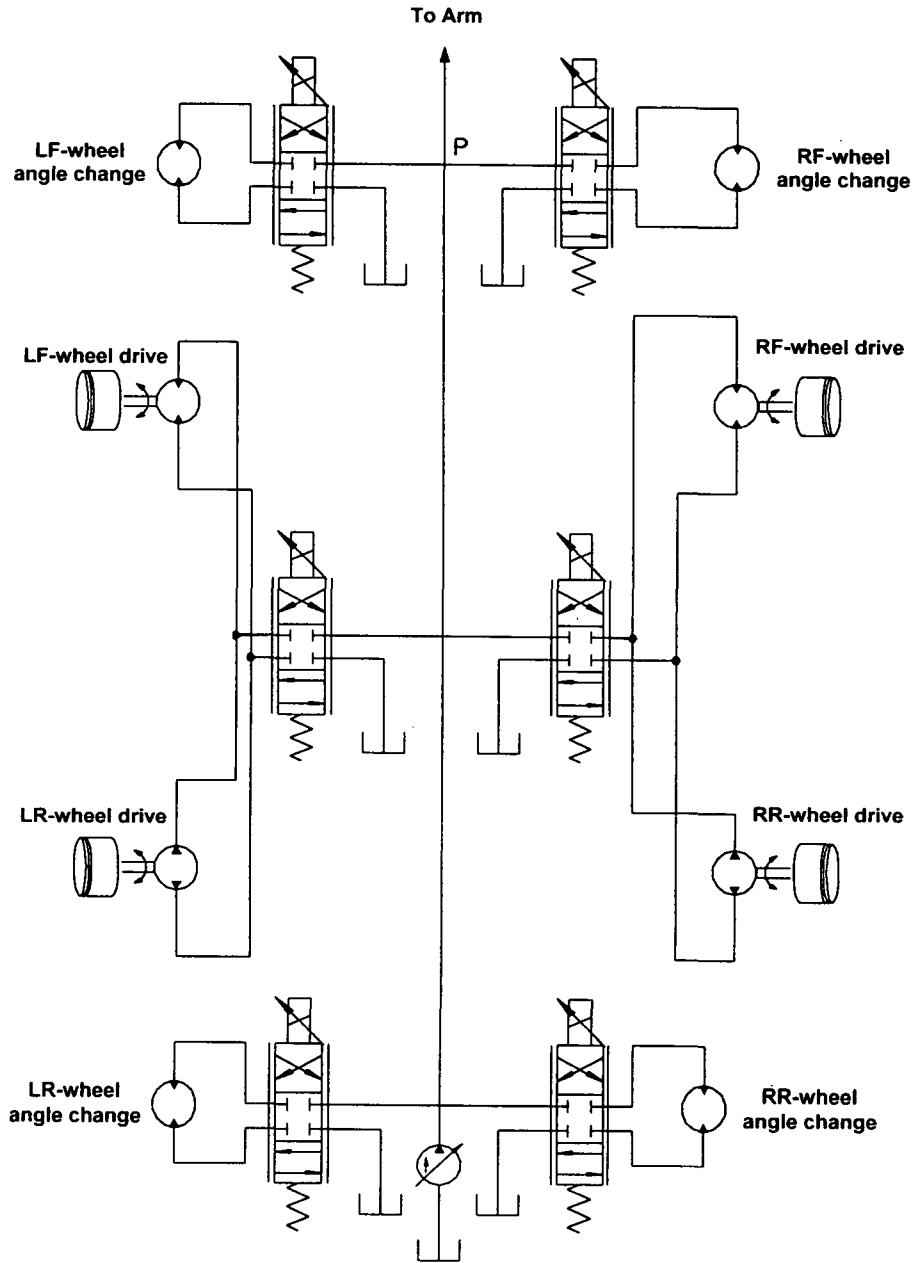 To Arm
LF-wheel
angle change
P
RF-wheel
angle change
LF-wheel drive
RF-wheel drive
LR-wheel drive
RR-wheel drive
LR-wheel
angle change
RR-wheel
angle change